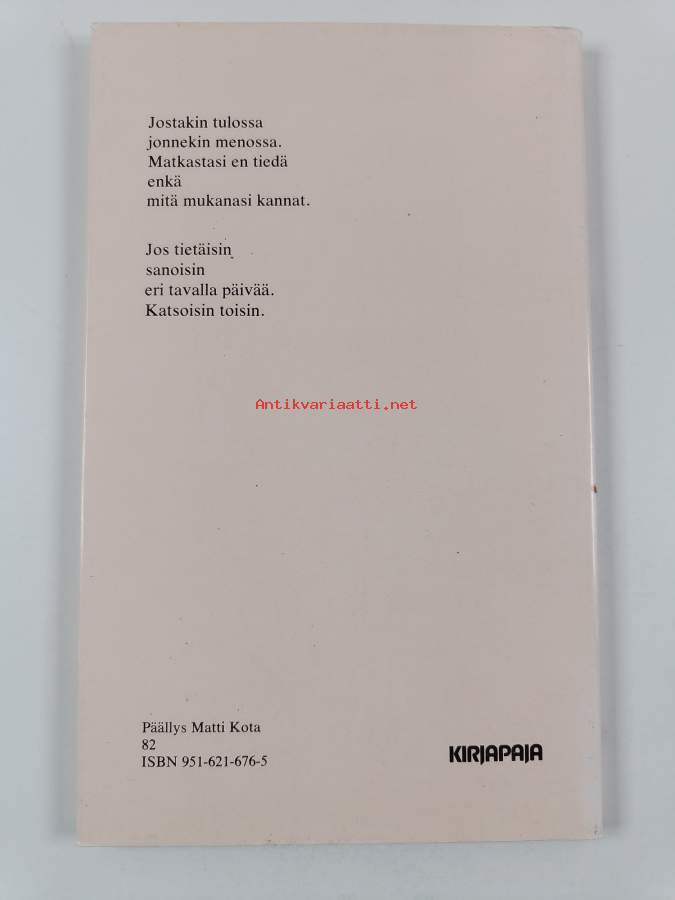 Jostakin tulossa
jonnekin menossa.
Matkastasi en tiedä
enkä
mitä mukanasi kannat.
Jos tietäisin
sanoisin
eri tavalla päivää.
Katsoisin toisin.
Antikvariaatti.net
Päällys Matti Kota
82
ISBN 951-621-676-5
KIRJAPAJA